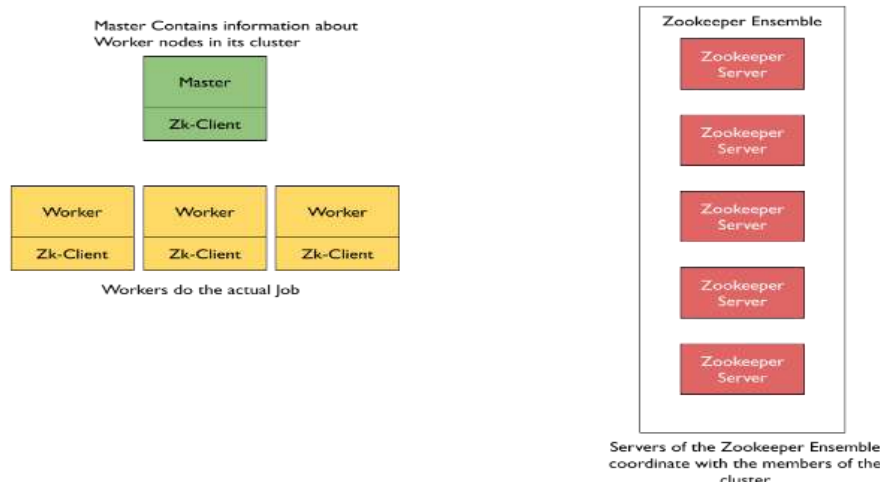 Master Contains information about
Worker nodes in its cluster
Master
Zk-Client
Worker
Zk-Client
Worker
Zk-Client
Worker
Zk-Client
Workers do the actual Job
Zookeeper Ensemble
Zookeeper
Server
Zookeeper
Server
Zookeeper
Server
Zookeeper
Server
Zookeeper
Server
Servers of the Zookeeper Ensemble
coordinate with the members of the
cluster